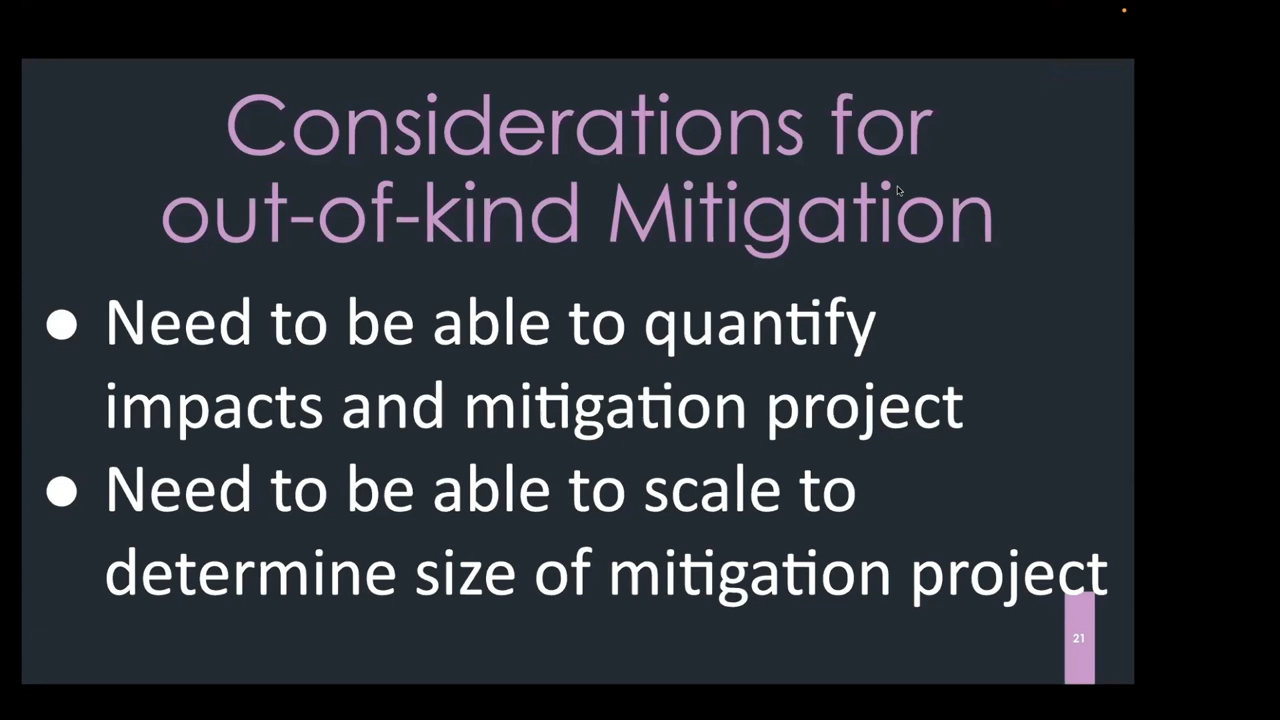 Considerations for
out-of-kind Mitigation
● Need to be able to quantify
impacts and mitigation project
● Need to be able to scale to
determine size of mitigation project
21